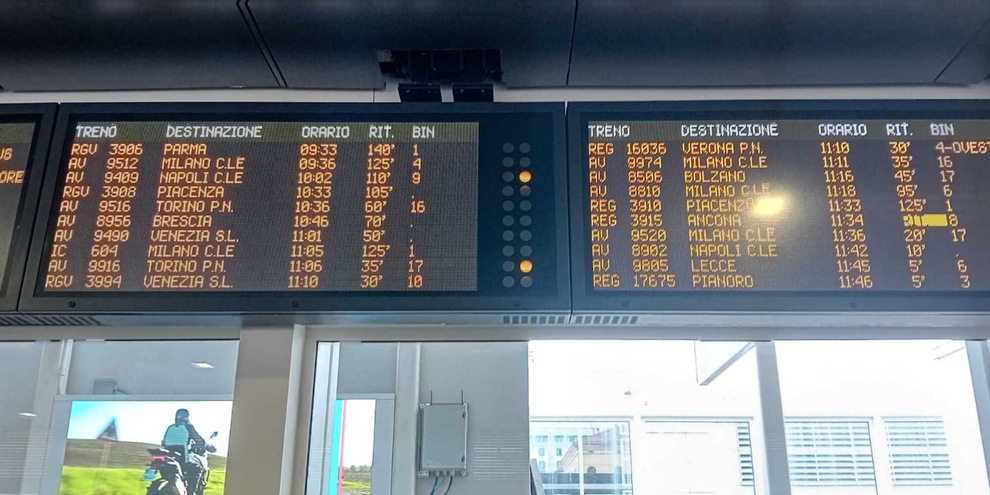 US
ORE
TRENO DESTINAZIONE ORARIO RIT. BIN
RGV 3906 PARMA 09:33 140' 1
AV 9512 MILANO C.LE 09:36 125' 4
AV 9409 NAPOLI C.LE 10:02 110' 9
RGV 3908 PIACENZA 10:33 105' .
AV 9516 TORINO P.N. 10:36 60' 16
AV 8956 BRESCIA 10:46 70' .
AV 9490 VENEZIA S.L. 11:01 50' .
IC 604 MILANO C.LE 11:05 125' 1
AV 9916 TORINO P.N. 11:06 35' 17
RGV 3994 VENEZIA S.L. 11:10 30' 10
TRENO DESTINAZIONE ORARIO RIT. BIN
REG 16036 VERONA P.N. 11:10 30' 4-OVEST
AV 9974 MILANO C.LE 11:11 35' 16
AV 8506 BOLZANO 11:16 45' 17
AV 8810 MILANO C.LE 11:18 95' 6
REG 3910 PIACENZA 11:33 125' 1
REG 3915 ANCONA 11:34 8
AV 9520 MILANO C.LE 11:36 20' 17
AV 8902 NAPOLI C.LE 11:42 10' .
AV 9805 LECCE 11:45 5' 6
REG 17675 PIANORO 11:46 5' 3